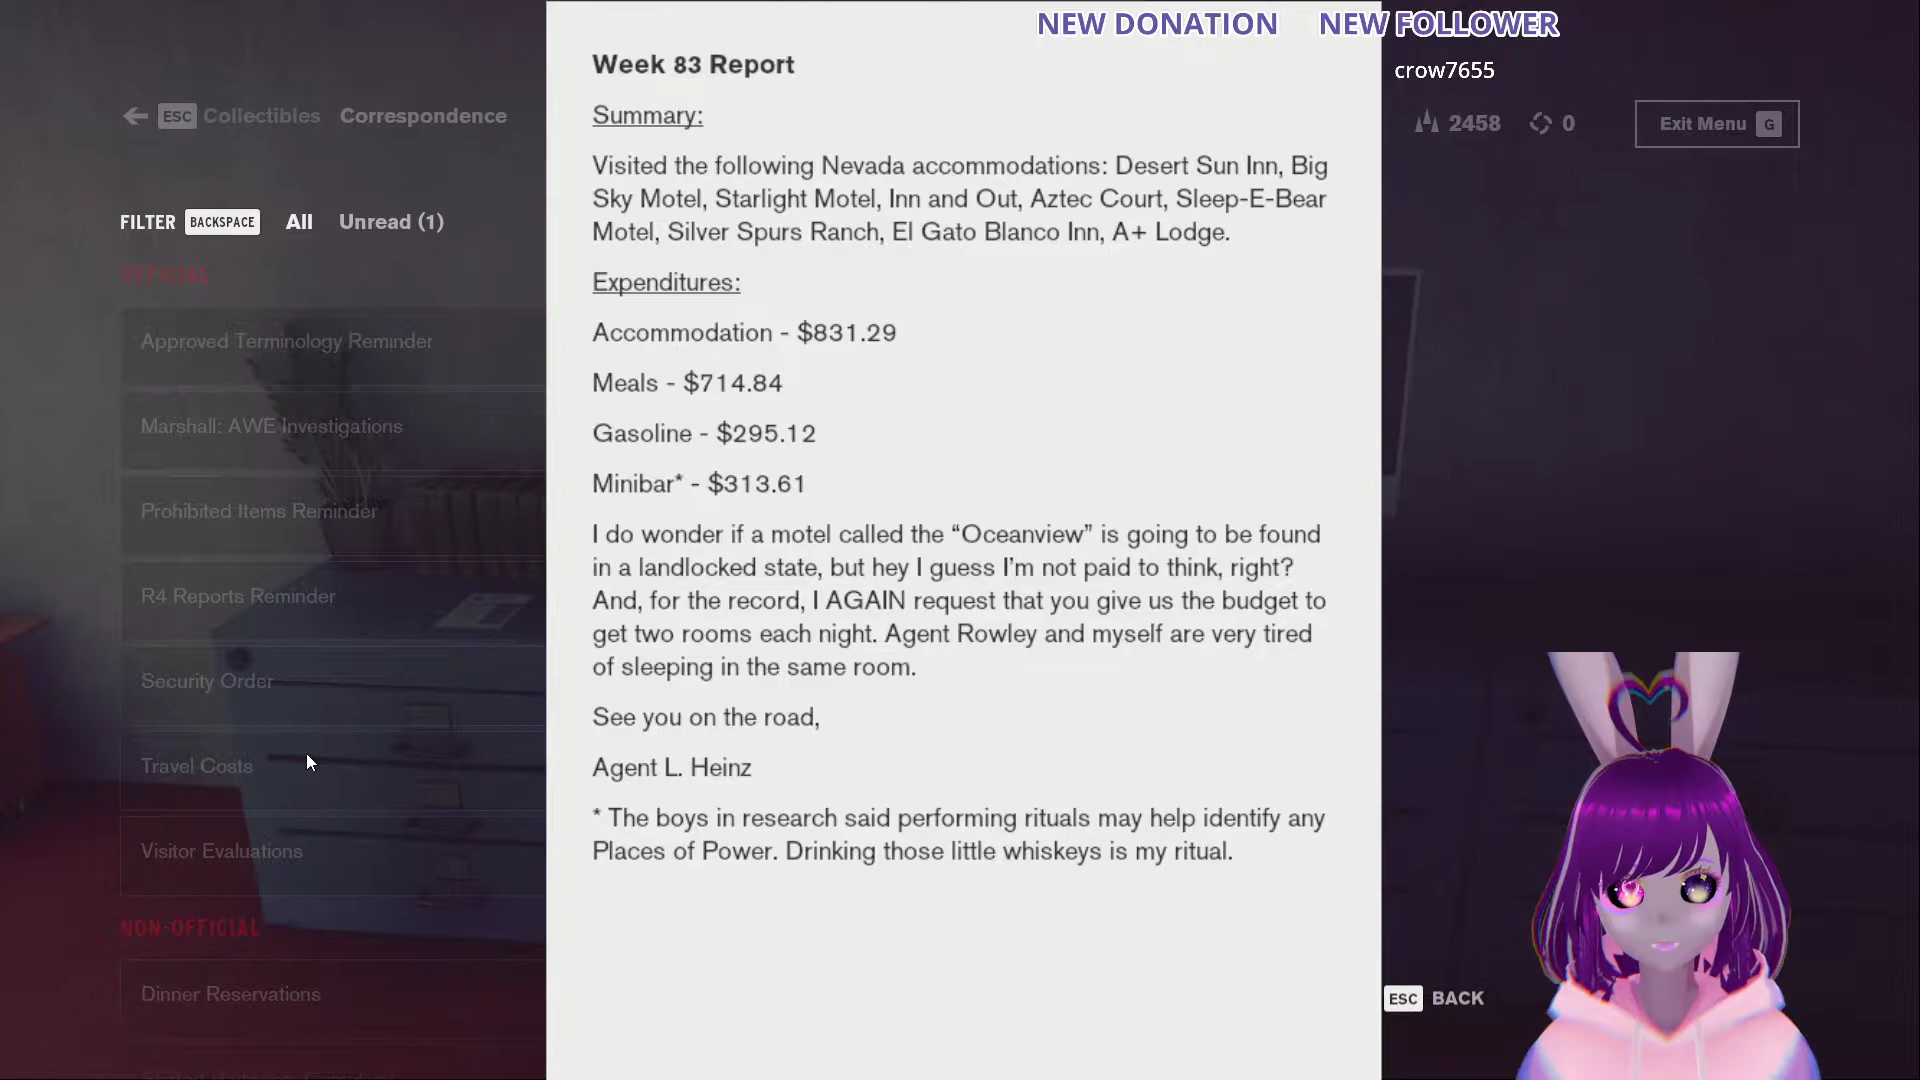 NEW DONATION NEW FOLLOWER
crow7655
ESC Collectibles Correspondence
2458 0 Exit Menu G
FILTER BACKSPACE All Unread (1)
OFFICIAL
Approved Terminology Reminder
Marshall: AWE Investigations
Prohibited Items Reminder
R4 Reports Reminder
Security Order
Travel Costs
Visitor Evaluations
NON-OFFICIAL
Dinner Reservations
Week 83 Report
Summary:
Visited the following Nevada accommodations: Desert Sun Inn, Big
Sky Motel, Starlight Motel, Inn and Out, Aztec Court, Sleep-E-Bear
Motel, Silver Spurs Ranch, El Gato Blanco Inn, A+ Lodge.
Expenditures:
Accommodation - $831.29
Meals - $714.84
Gasoline - $295.12
Minibar* - $313.61
I do wonder if a motel called the “Oceanview” is going to be found
in a landlocked state, but hey I guess I’m not paid to think, right?
And, for the record, I AGAIN request that you give us the budget to
get two rooms each night. Agent Rowley and myself are very tired
of sleeping in the same room.
See you on the road,
Agent L. Heinz
* The boys in research said performing rituals may help identify any
Places of Power. Drinking those little whiskeys is my ritual.
ESC BACK